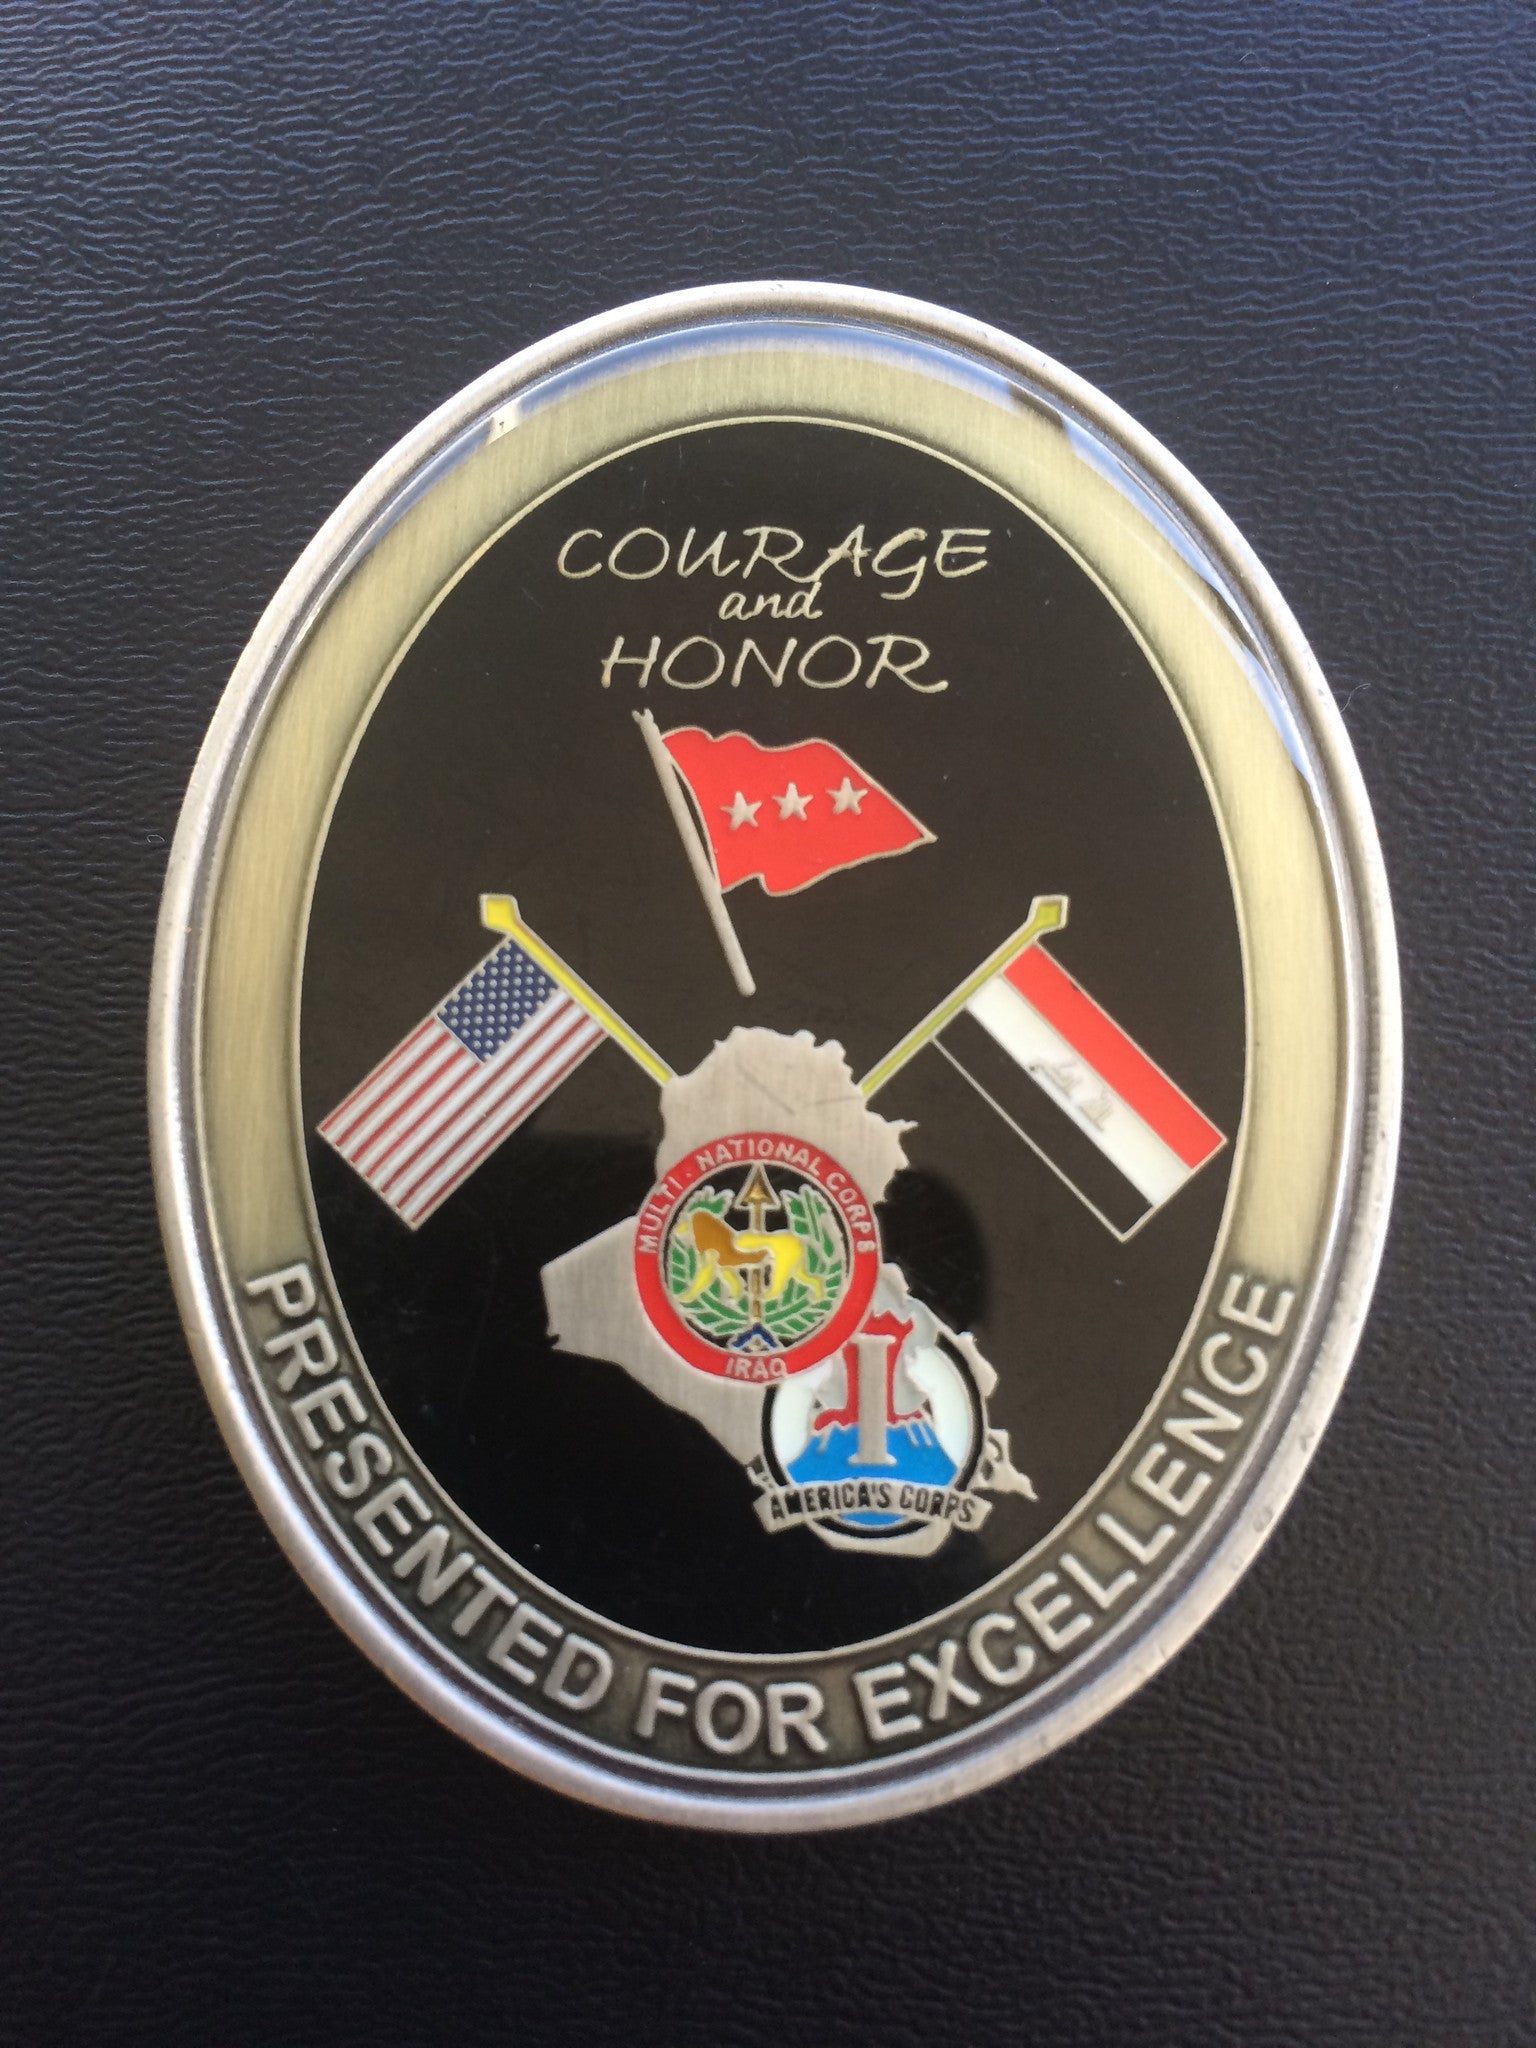 COURAGE
and
HONOR
MULTI-NATIONAL CORPS
IRAQ
I
AMERICA'S CORPS
PRESENTED FOR EXCELLENCE